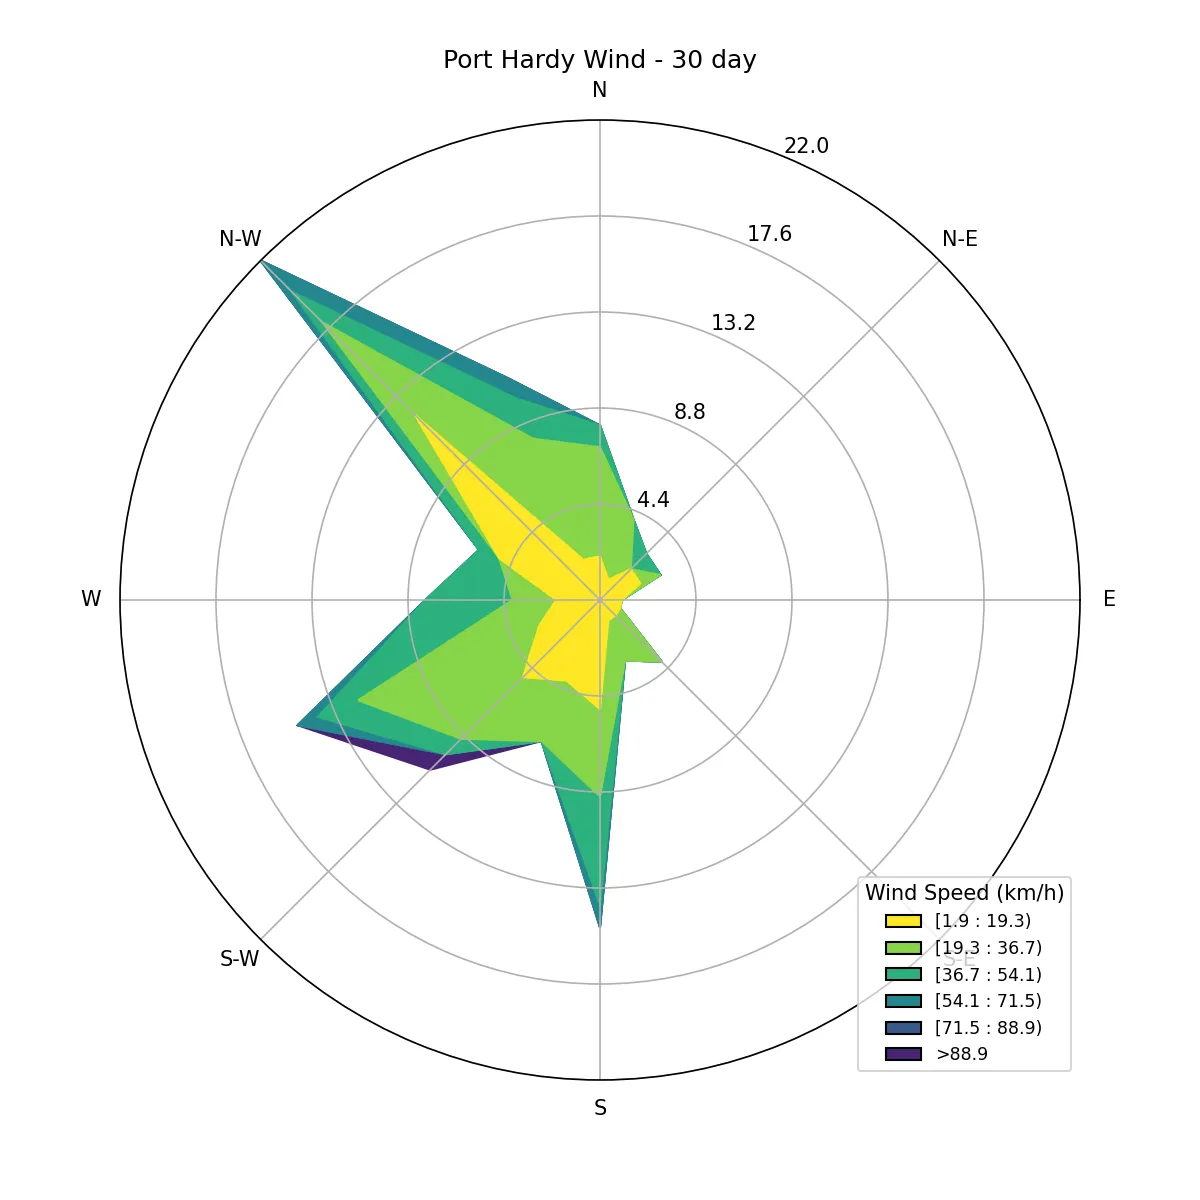 Port Hardy Wind - 30 day
N
22.0
N-W
17.6
N-E
13.2
8.8
4.4
W
E
Wind Speed (km/h)
[1.9 : 19.3)
[19.3 : 36.7)
S-W
S-E
[36.7 : 54.1)
[54.1 : 71.5)
[71.5 : 88.9)
>88.9
S